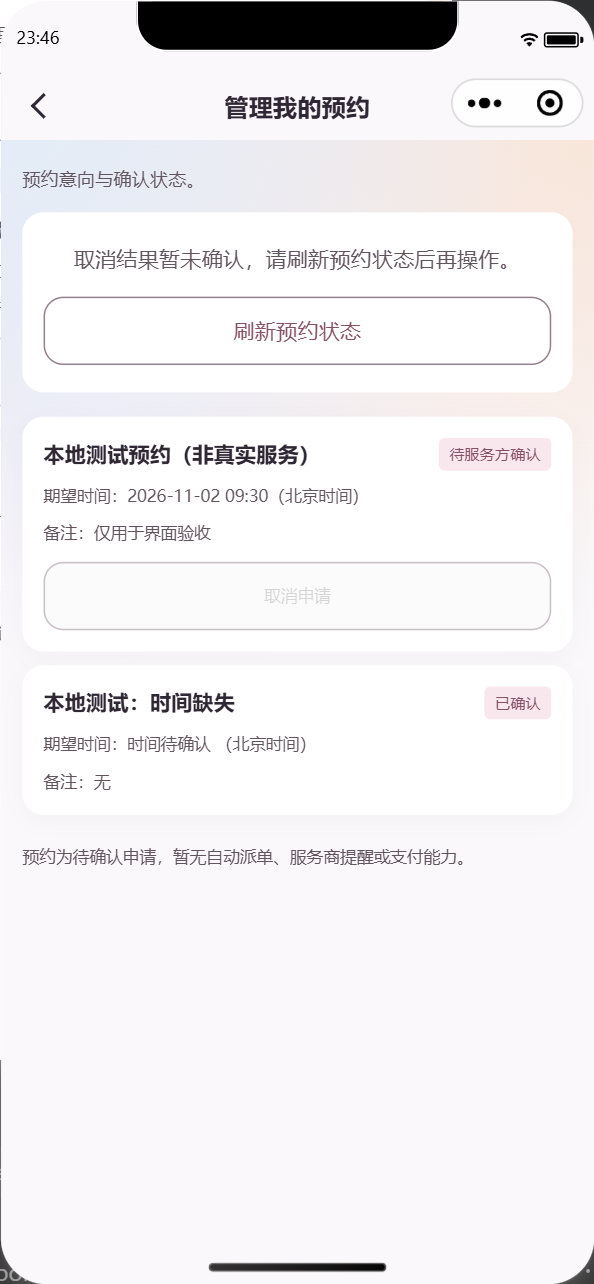 23:46
管理我的预约
预约意向与确认状态。
取消结果暂未确认，请刷新预约状态后再操作。
刷新预约状态
本地测试预约（非真实服务）
待服务方确认
期望时间：2026-11-02 09:30（北京时间）
备注：仅用于界面验收
取消申请
本地测试：时间缺失
已确认
期望时间：时间待确认 （北京时间）
备注：无
预约为待确认申请，暂无自动派单、服务商提醒或支付能力。